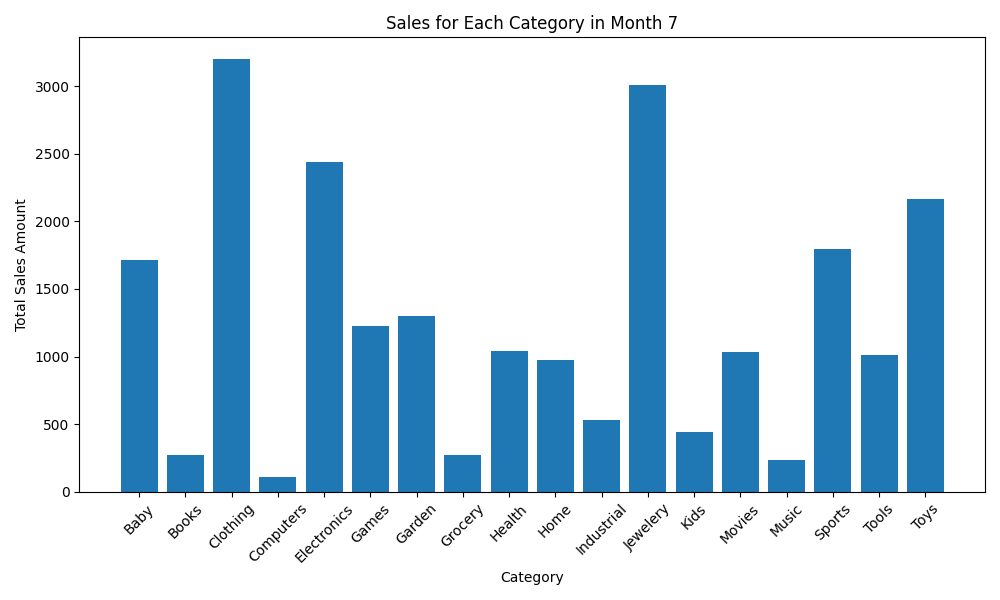 Sales for Each Category in Month 7
Total Sales Amount
3000
2500
2000
1500
1000
500
0
Baby
Books
Clothing
Computers
Electronics
Games
Garden
Grocery
Health
Home
Industrial
Jewelery
Kids
Movies
Music
Sports
Tools
Toys
Category